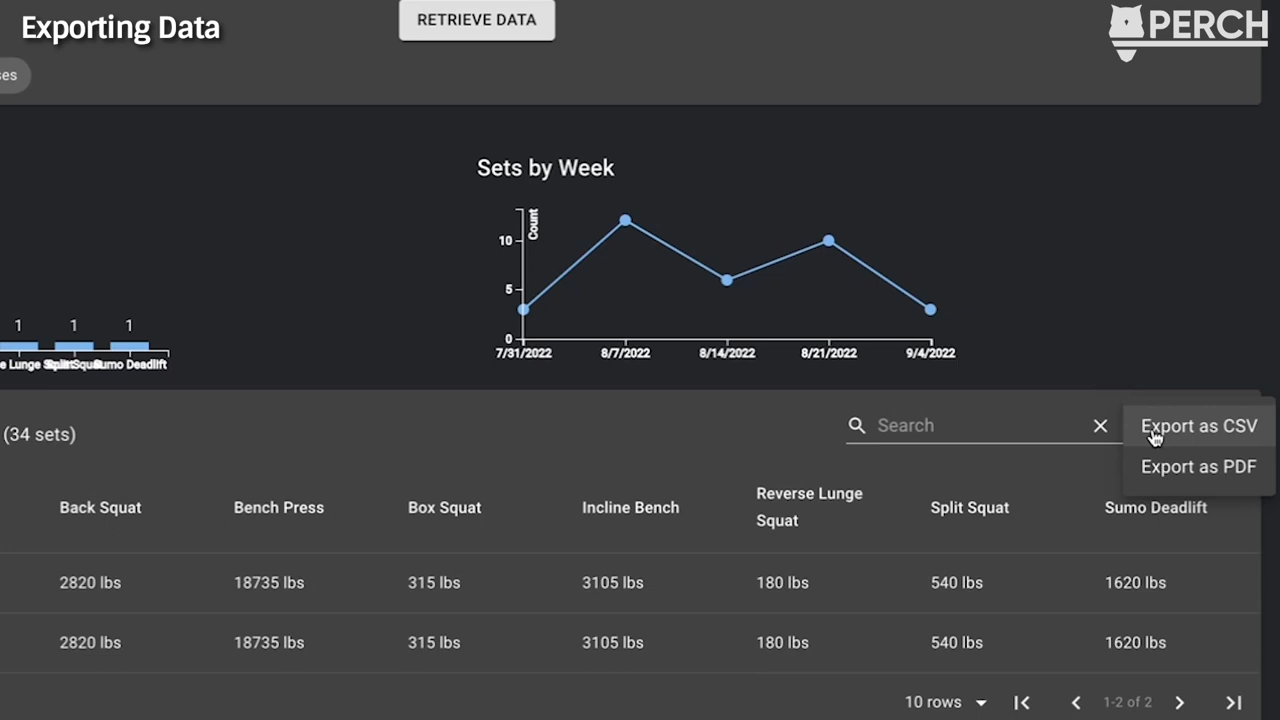 Exporting Data
RETRIEVE DATA
PERCH
ses
Sets by Week
Count
10
5
0
7/31/2022 8/7/2022 8/14/2022 8/21/2022 9/4/2022
1 1 1
e Lunge S Split Squat Sumo Deadlift
(34 sets)
Search
Export as CSV
Export as PDF
Back Squat Bench Press Box Squat Incline Bench Reverse Lunge Squat Split Squat Sumo Deadlift
2820 lbs 18735 lbs 315 lbs 3105 lbs 180 lbs 540 lbs 1620 lbs
2820 lbs 18735 lbs 315 lbs 3105 lbs 180 lbs 540 lbs 1620 lbs
10 rows 1-2 of 2